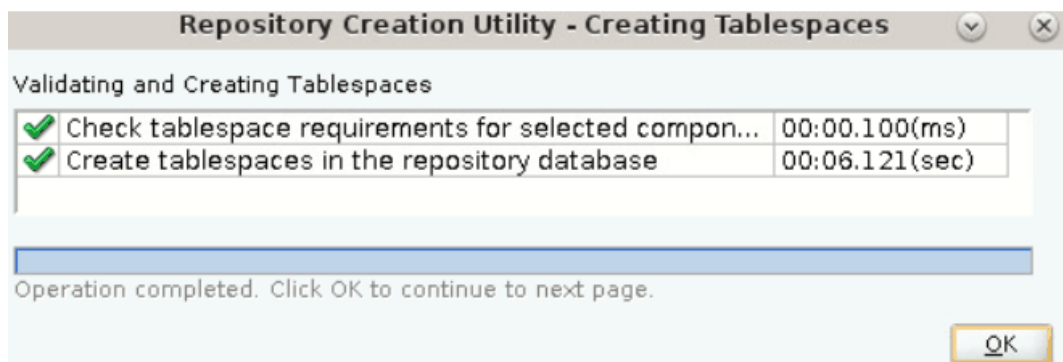 Repository Creation Utility - Creating Tablespaces
Validating and Creating Tablespaces
Check tablespace requirements for selected compon... 00:00.100(ms)
Create tablespaces in the repository database 00:06.121(sec)
Operation completed. Click OK to continue to next page.
OK